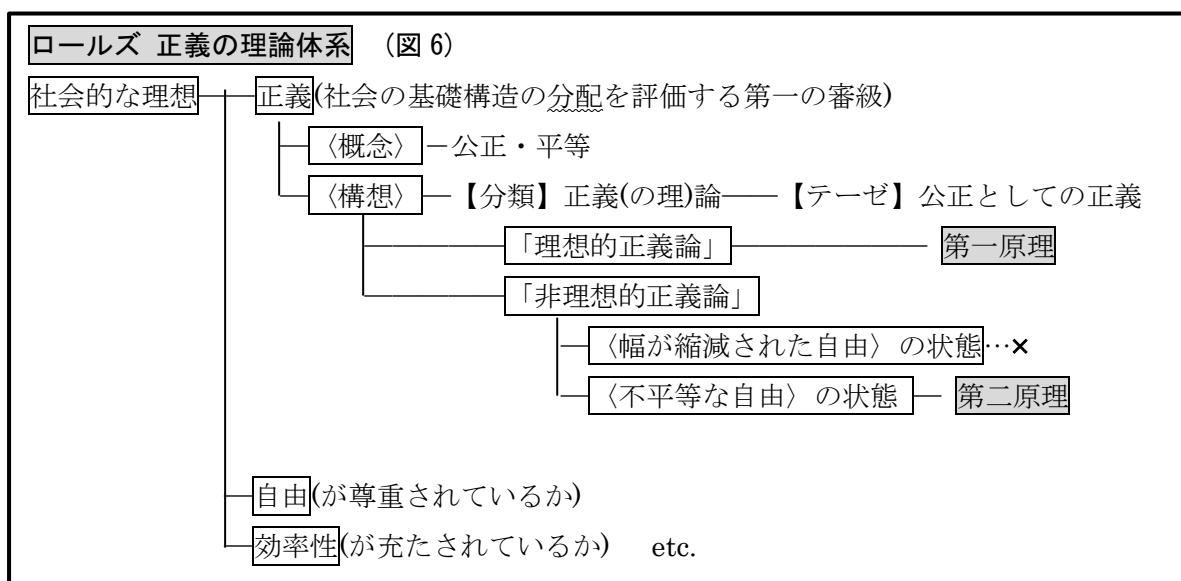 ロールズ 正義の理論体系 (図 6)
社会的な理想 正義(社会の基礎構造の分配を評価する第一の審級)
〈概念〉－公正・平等
〈構想〉 【分類】正義(の理)論――【テーゼ】公正としての正義
「理想的正義論」 第一原理
「非理想的正義論」
〈幅が縮減された自由〉の状態…×
〈不平等な自由〉の状態 第二原理
自由(が尊重されているか)
効率性(が充たされているか) etc.